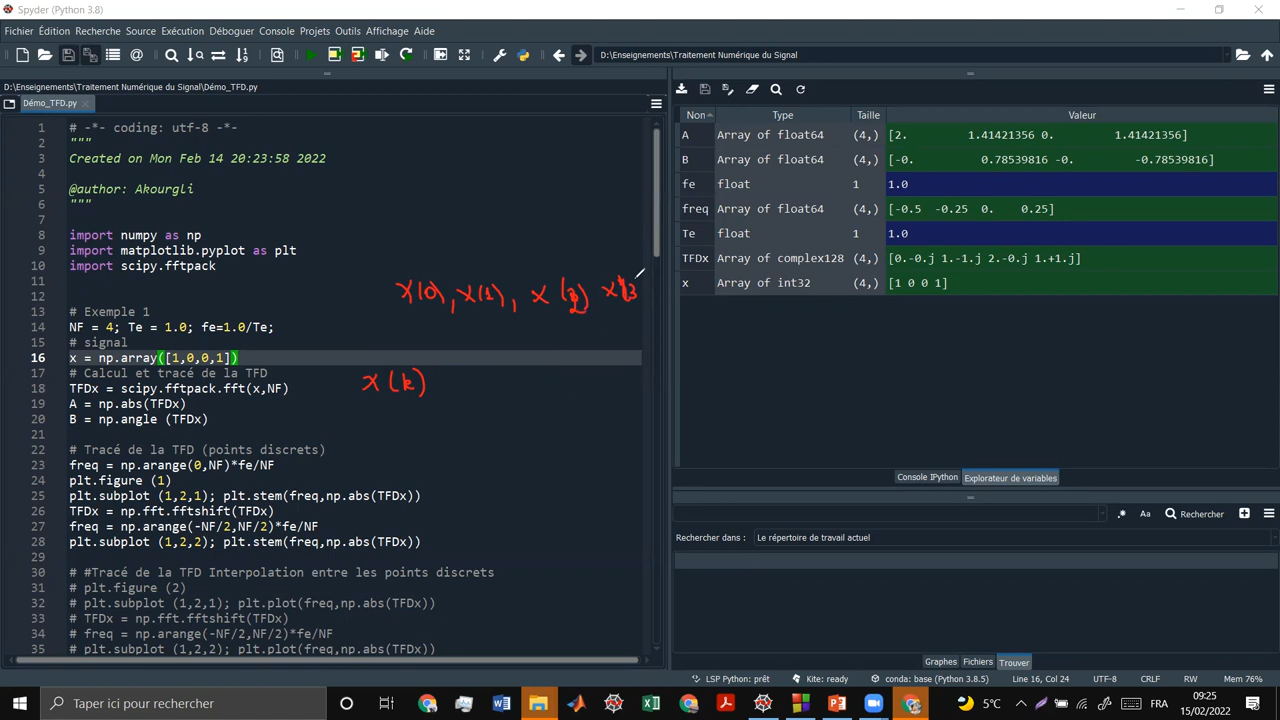 Spyder (Python 3.8)
Fichier Édition Recherche Source Exécution Déboguer Console Projets Outils Affichage Aide
D:\Enseignements\Traitement Numérique du Signal
D:\Enseignements\Traitement Numérique du Signal\Démo_TFD.py
Démo_TFD.py
1 # -*- coding: utf-8 -*-
2 """
3 Created on Mon Feb 14 20:23:58 2022
4
5 @author: Akourgli
6 """
7
8 import numpy as np
9 import matplotlib.pyplot as plt
10 import scipy.fftpack
11
X(0), X(1), X(2) X(3
12
13 # Exemple 1
14 NF = 4; Te = 1.0; fe=1.0/Te;
15 # signal
16 x = np.array([1,0,0,1])
17 # Calcul et tracé de la TFD
X(k)
18 TFDx = scipy.fftpack.fft(x,NF)
19 A = np.abs(TFDx)
20 B = np.angle (TFDx)
21
22 # Tracé de la TFD (points discrets)
23 freq = np.arange(0,NF)*fe/NF
24 plt.figure (1)
25 plt.subplot (1,2,1); plt.stem(freq,np.abs(TFDx))
26 TFDx = np.fft.fftshift(TFDx)
27 freq = np.arange(-NF/2,NF/2)*fe/NF
28 plt.subplot (1,2,2); plt.stem(freq,np.abs(TFDx))
29
30 # #Tracé de la TFD Interpolation entre les points discrets
31 # plt.figure (2)
32 # plt.subplot (1,2,1); plt.plot(freq,np.abs(TFDx))
33 # TFDx = np.fft.fftshift(TFDx)
34 # freq = np.arange(-NF/2,NF/2)*fe/NF
35 # plt.subplot (1,2,2); plt.plot(freq,np.abs(TFDx))
Non Type Taille Valeur
A Array of float64 (4,) [2. 1.41421356 0. 1.41421356]
B Array of float64 (4,) [-0. 0.78539816 -0. -0.78539816]
fe float 1 1.0
freq Array of float64 (4,) [-0.5 -0.25 0. 0.25]
Te float 1 1.0
TFDx Array of complex128 (4,) [0.-0.j 1.-1.j 2.-0.j 1.+1.j]
x Array of int32 (4,) [1 0 0 1]
Console IPython Explorateur de variables
.* Aa Rechercher
Rechercher dans : Le répertoire de travail actuel
Graphes Fichiers Trouver
LSP Python: prêt Kite: ready conda: base (Python 3.8.5) Line 16, Col 24 UTF-8 CRLF RW Mem 76%
Taper ici pour rechercher
5°C FRA 09:25
15/02/2022